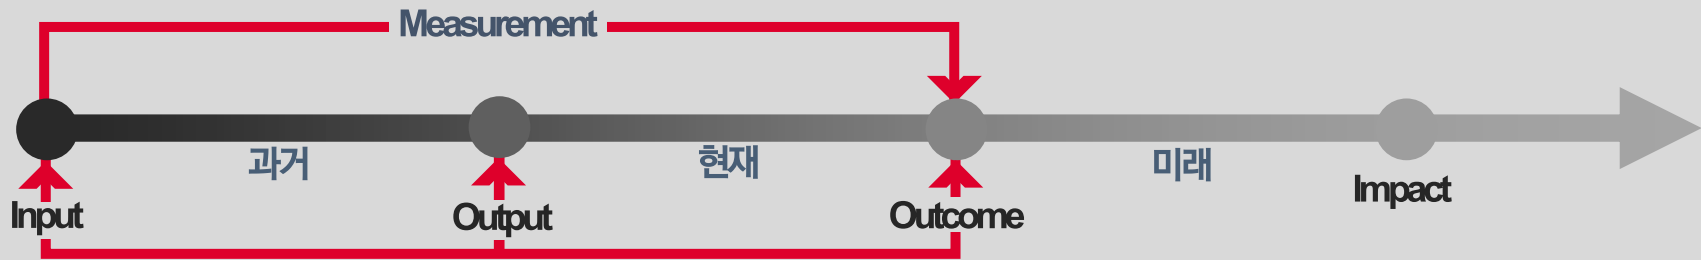 Measurement
과거
현재
미래
Input
Output
Outcome
Impact